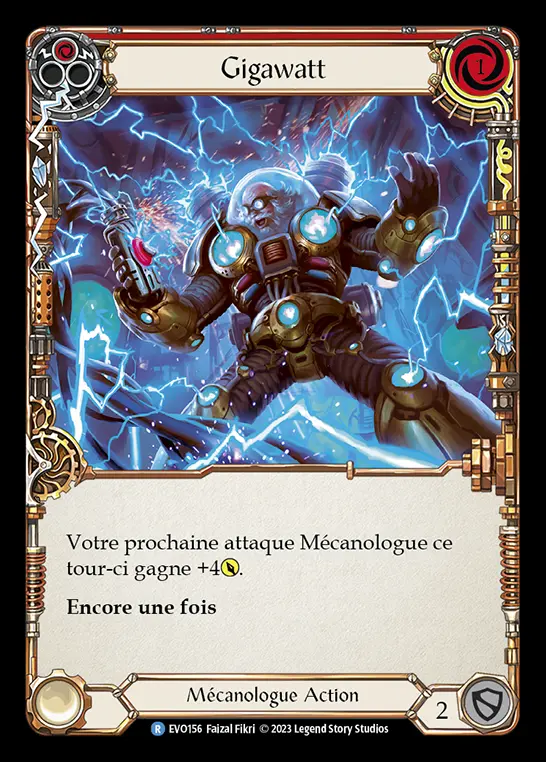 Gigawatt
1
Votre prochaine attaque Mécanologue ce
tour-ci gagne +4.
Encore une fois
Mécanologue Action
2
R EVO156 Faizal Fikri © 2023 Legend Story Studios